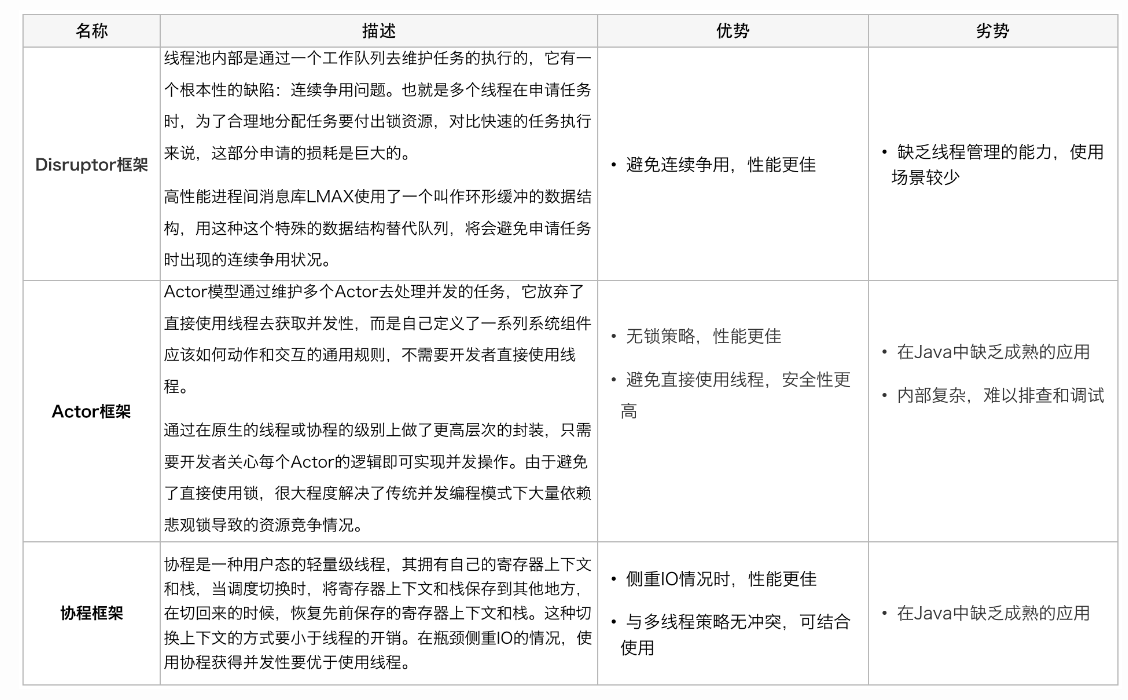 名称
描述
优势
劣势
Disruptor框架
线程池内部是通过一个工作队列去维护任务的执行的，它有一
个根本性的缺陷：连续争用问题。也就是多个线程在申请任务
时，为了合理地分配任务要付出锁资源，对比快速的任务执行
来说，这部分申请的损耗是巨大的。
高性能进程间消息库LMAX使用了一个叫作环形缓冲的数据结
构，用这种这个特殊的数据结构替代队列，将会避免申请任务
时出现的连续争用状况。
• 避免连续争用，性能更佳
• 缺乏线程管理的能力，使用
场景较少
Actor框架
Actor模型通过维护多个Actor去处理并发的任务，它放弃了
直接使用线程去获取并发性，而是自己定义了一系列系统组件
应该如何动作和交互的通用规则，不需要开发者直接使用线
程。
通过在原生的线程或协程的级别上做了更高层次的封装，只需
要开发者关心每个Actor的逻辑即可实现并发操作。由于避免
了直接使用锁，很大程度解决了传统并发编程模式下大量依赖
悲观锁导致的资源竞争情况。
• 无锁策略，性能更佳
• 避免直接使用线程，安全性更
高
• 在Java中缺乏成熟的应用
• 内部复杂，难以排查和调试
协程框架
协程是一种用户态的轻量级线程，其拥有自己的寄存器上下文
和栈，当调度切换时，将寄存器上下文和栈保存到其他地方，
在切回来的时候，恢复先前保存的寄存器上下文和栈。这种切
换上下文的方式要小于线程的开销。在瓶颈侧重IO的情况，使
用协程获得并发性要优于使用线程。
• 侧重IO情况时，性能更佳
• 与多线程策略无冲突，可结合
使用
• 在Java中缺乏成熟的应用